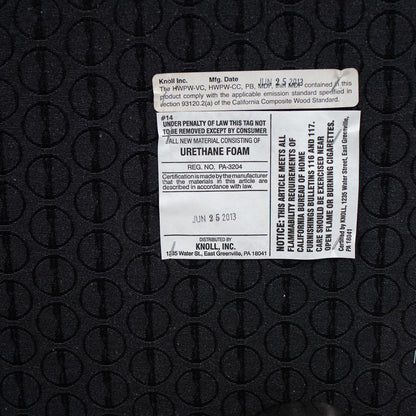 Knoll Inc. Mfg. Date JUN 25 2013
The HWPW-VC, HWPW-CC, PB, MDF, thin MDF contained in this
product comply with the applicable emission standard specified in
section 93120.2(a) of the California Composite Wood Standard.
#14
UNDER PENALTY OF LAW THIS TAG NOT
TO BE REMOVED EXCEPT BY CONSUMER
ALL NEW MATERIAL CONSISTING OF
URETHANE FOAM
REG. NO. PA-3204
Certification is made by the manufacturer
that the materials in this article are
described in accordance with law.
JUN 25 2013
DISTRIBUTED BY
KNOLL, INC.
1235 Water St., East Greenville, PA 18041
NOTICE: THIS ARTICLE MEETS ALL
FLAMMABILITY REQUIREMENTS OF
CALIFORNIA BUREAU OF HOME
FURNISHINGS BULLETINS 116 AND 117.
CARE SHOULD BE EXERCISED NEAR
OPEN FLAME OR BURNING CIGARETTES.
Certified by KNOLL, 1235 Water Street, East Greenville,
PA 18041